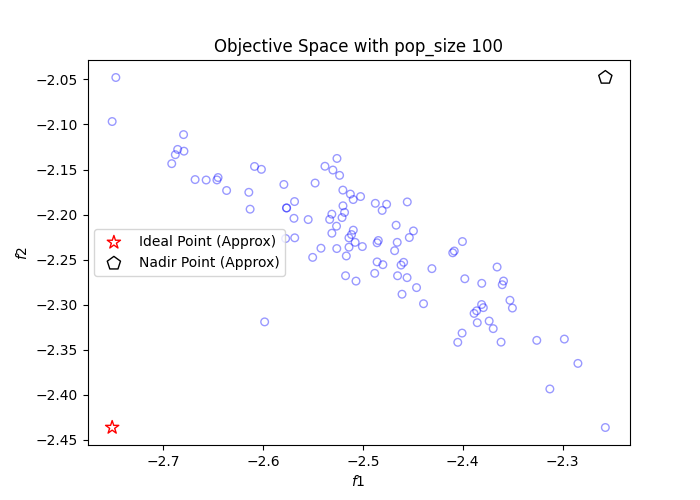 Objective Space with pop_size 100
−2.05
−2.10
−2.15
−2.20
−2.25
−2.30
−2.35
−2.40
−2.45
f2
Ideal Point (Approx)
Nadir Point (Approx)
−2.7
−2.6
−2.5
−2.4
−2.3
f1